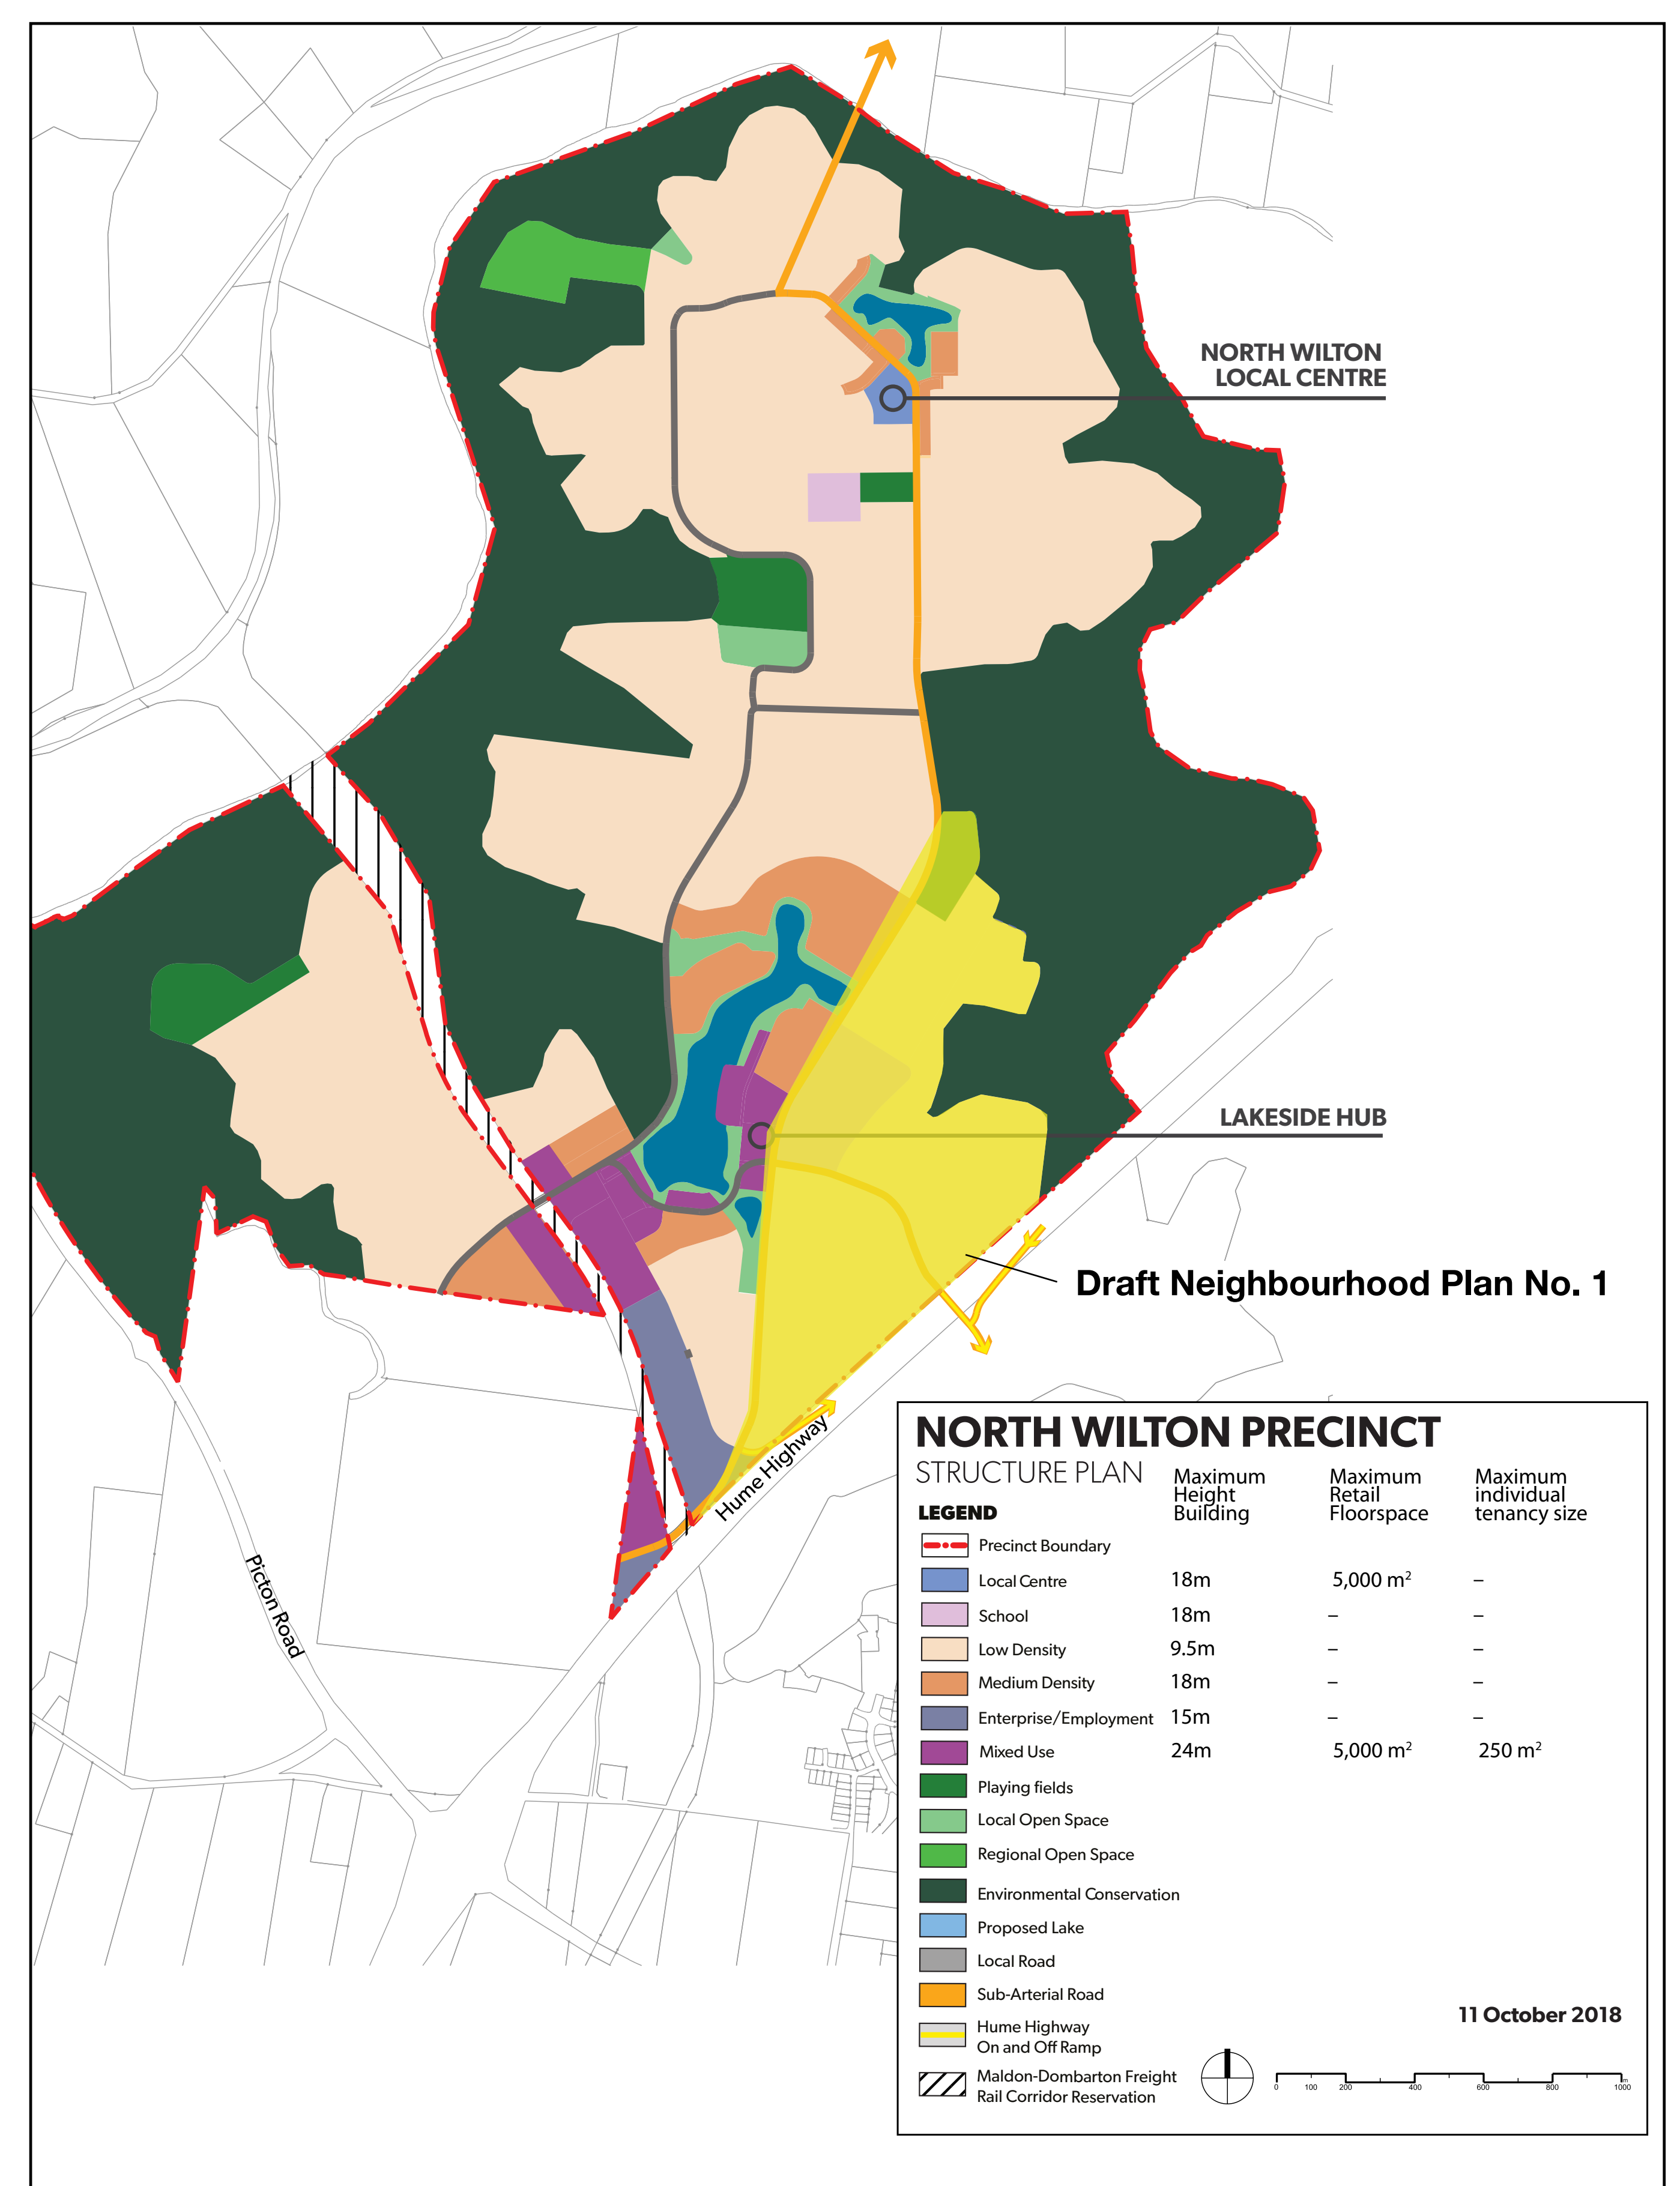 NORTH WILTON
LOCAL CENTRE
LAKESIDE HUB
Draft Neighbourhood Plan No. 1
Hume Highway
Picton Road
NORTH WILTON PRECINCT
STRUCTURE PLAN
Maximum
Height
Building
Maximum
Retail
Floorspace
Maximum
individual
tenancy size
LEGEND
Precinct Boundary
Local Centre 18m 5,000 m² –
School 18m – –
Low Density 9.5m – –
Medium Density 18m – –
Enterprise/Employment 15m – –
Mixed Use 24m 5,000 m² 250 m²
Playing fields
Local Open Space
Regional Open Space
Environmental Conservation
Proposed Lake
Local Road
Sub-Arterial Road
11 October 2018
Hume Highway
On and Off Ramp
Maldon-Dombarton Freight
Rail Corridor Reservation
0 100 200 400 600 800 1000 m